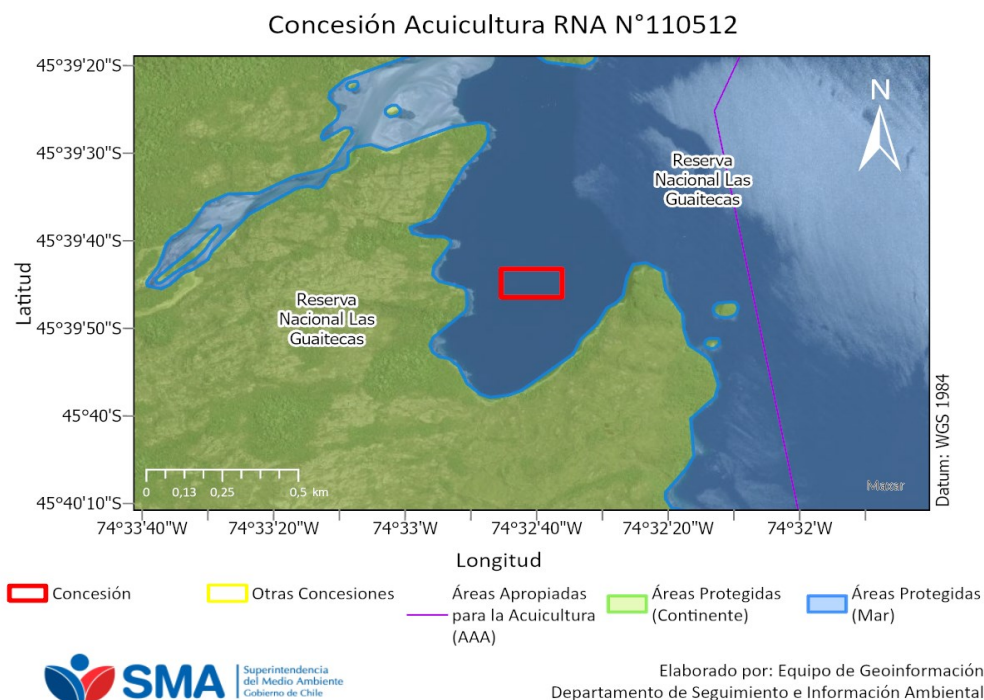 Concesión Acuicultura RNA N°110512
45°39'20"S
45°39'30"S
45°39'40"S
45°39'50"S
45°40"S
45°40'10"S
Latitud
N
Reserva
Nacional Las
Guaitecas
Reserva
Nacional Las
Guaitecas
0 0,13 0,25 0,5 km
Maxar
Datum: WGS 1984
74°33'40"W 74°33'20"W 74°33'W 74°32'40"W 74°32'20"W 74°32'W
Longitud
Concesión
Otras Concesiones
Áreas Apropiadas
para la Acuicultura
(AAA)
Áreas Protegidas
(Continente)
Áreas Protegidas
(Mar)
SMA
Superintendencia
del Medio Ambiente
Gobierno de Chile
Elaborado por: Equipo de Geoinformación
Departamento de Seguimiento e Información Ambiental